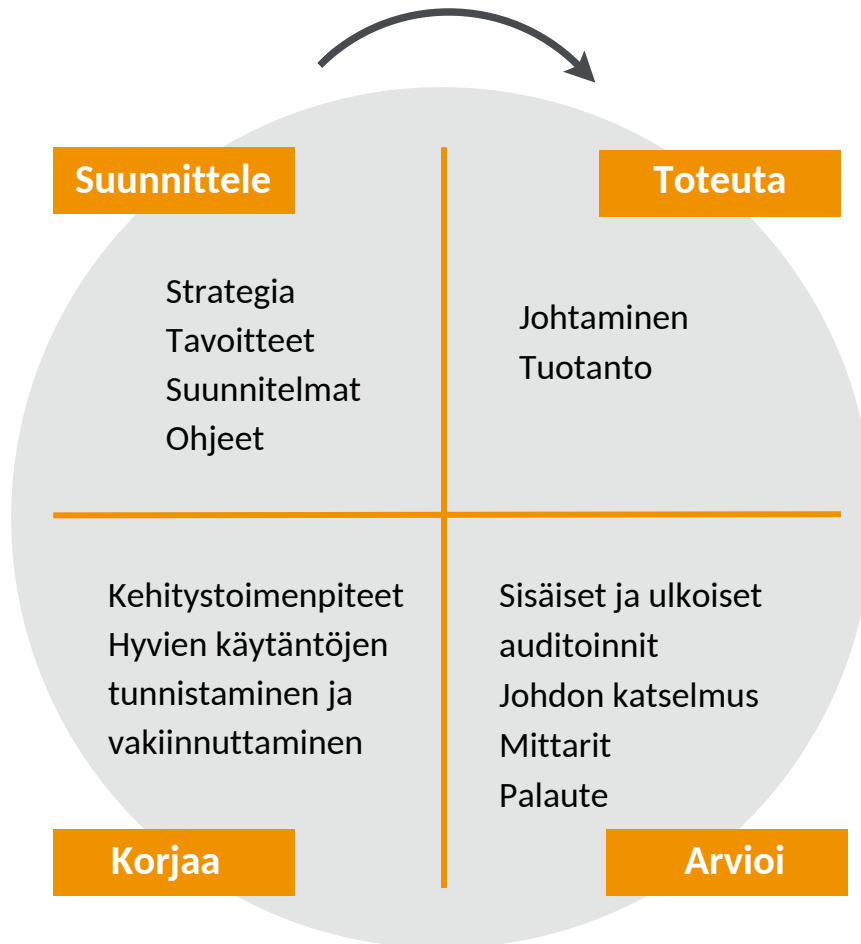 Suunnittele
Strategia
Tavoitteet
Suunnitelmat
Ohjeet
Toteuta
Johtaminen
Tuotanto
Kehitystoimenpiteet
Hyvien käytäntöjen
tunnistaminen ja
vakiinnuttaminen
Korjaa
Sisäiset ja ulkoiset
auditoinnit
Johdon katselmus
Mittarit
Palaute
Arvioi